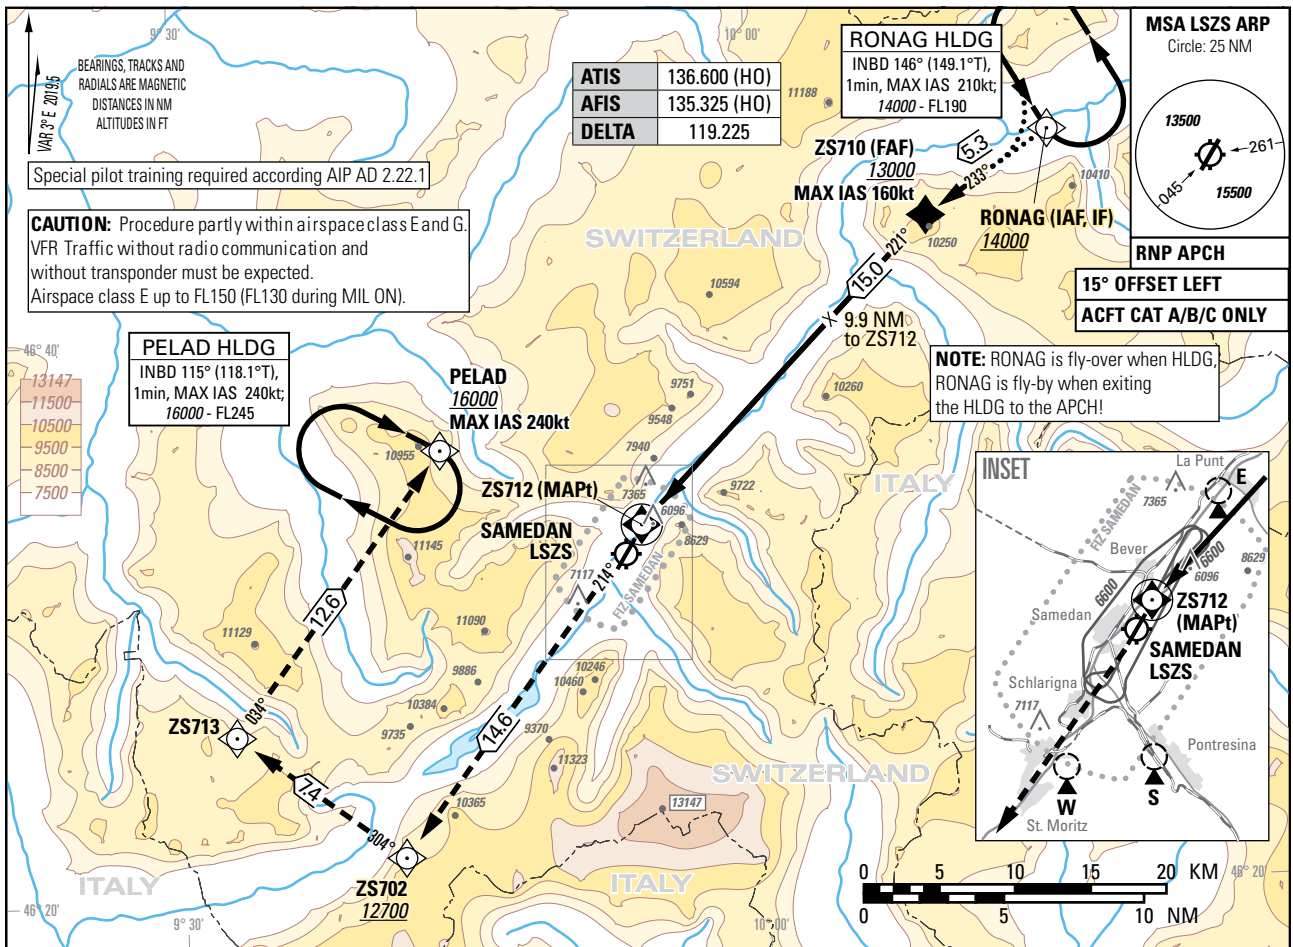 9° 30'
10° 00'
VAR 3° E 2019.5
BEARINGS, TRACKS AND
RADIALS ARE MAGNETIC
DISTANCES IN NM
ALTITUDES IN FT
Special pilot training required according AIP AD 2.22.1
CAUTION: Procedure partly within airspace class E and G.
VFR Traffic without radio communication and
without transponder must be expected.
Airspace class E up to FL150 (FL130 during MIL ON).
ATIS 136.600 (HO)
AFIS 135.325 (HO)
DELTA 119.225
RONAG HLDG
INBD 146° (149.1°T),
1min, MAX IAS 210kt;
14000 - FL190
MSA LSZS ARP
Circle: 25 NM
13500
261
045
15500
RNP APCH
15° OFFSET LEFT
ACFT CAT A/B/C ONLY
11188
ZS710 (FAF)
13000
MAX IAS 160kt
5.3
233°
10410
RONAG (IAF, IF)
14000
10250
221°
15.0
SWITZERLAND
10594
9.9 NM
to ZS712
NOTE: RONAG is fly-over when HLDG,
RONAG is fly-by when exiting
the HLDG to the APCH!
46° 40'
PELAD HLDG
INBD 115° (118.1°T),
1min, MAX IAS 240kt;
16000 - FL245
13147
11500
10500
9500
8500
7500
PELAD
16000
MAX IAS 240kt
10955
9751
9548
10260
7940
ITALY
ZS712 (MAPt)
7365
9722
6096
SAMEDAN
LSZS
8629
11145
7117
214°
FIZ SAMEDAN
12.6
11129
11090
9886
10246
10460
034°
ZS713
10384
9735
14.6
9370
11323
7.4
SWITZERLAND
10365
13147
304°
ZS702
12700
ITALY
ITALY
46° 20'
9° 30'
10° 00'
INSET
La Punt
E
7365
FIZ SAMEDAN
Bever
6600
8629
6096
6600
Samedan
ZS712
(MAPt)
SAMEDAN
LSZS
Schlarigna
7117
Pontresina
W
S
St. Moritz
46° 20'
0 5 10 15 20 KM
0 5 10 NM